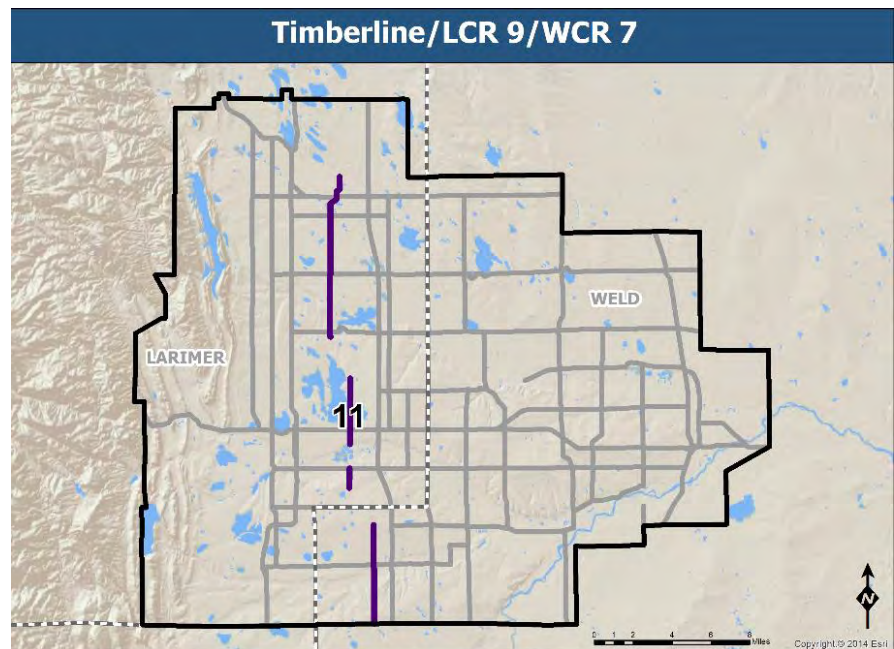 Timberline/LCR 9/WCR 7
WELD
LARIMER
11
N
0 1 2 4 6 8
Miles
Copyright:© 2014 Esri